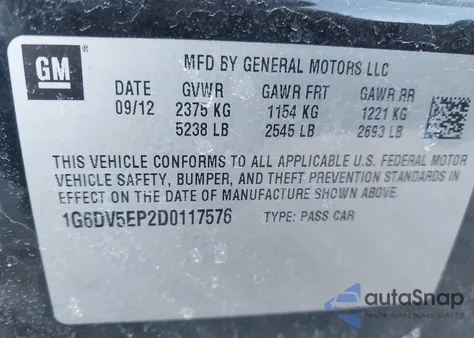 GM
MFD BY GENERAL MOTORS LLC
DATE GVWR GAWR FRT GAWR RR
09/12 2375 KG 1154 KG 1221 KG
5238 LB 2545 LB 2693 LB
THIS VEHICLE CONFORMS TO ALL APPLICABLE U.S. FEDERAL MOTOR
VEHICLE SAFETY, BUMPER, AND THEFT PREVENTION STANDARDS IN
EFFECT ON THE DATE OF MANUFACTURE SHOWN ABOVE.
1G6DV5EP2D0117576 TYPE: PASS CAR
autoSnap